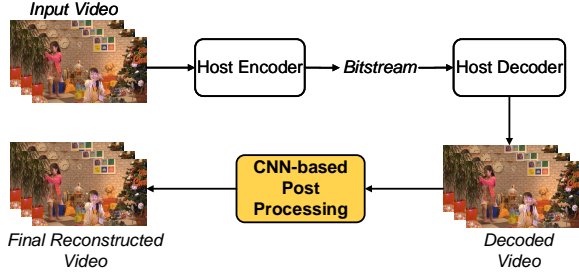 Input Video
Host Encoder
Bitstream
Host Decoder
CNN-based
Post
Processing
Final Reconstructed
Video
Decoded
Video